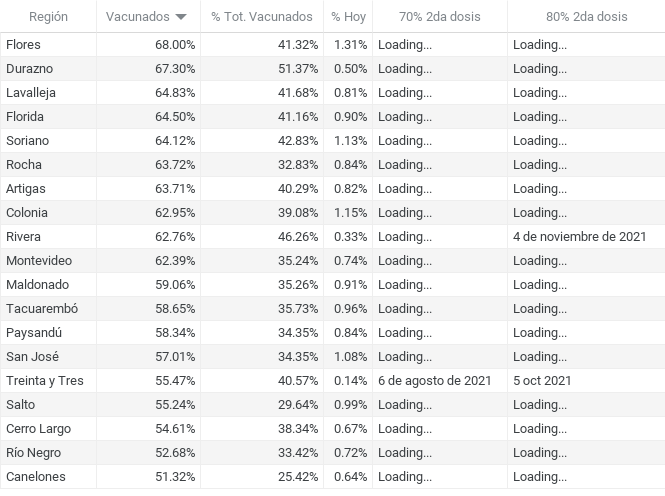 Región Vacunados % Tot. Vacunados % Hoy 70% 2da dosis 80% 2da dosis
Flores 68.00% 41.32% 1.31% Loading... Loading...
Durazno 67.30% 51.37% 0.50% Loading... Loading...
Lavalleja 64.83% 41.68% 0.81% Loading... Loading...
Florida 64.50% 41.16% 0.90% Loading... Loading...
Soriano 64.12% 42.83% 1.13% Loading... Loading...
Rocha 63.72% 32.83% 0.84% Loading... Loading...
Artigas 63.71% 40.29% 0.82% Loading... Loading...
Colonia 62.95% 39.08% 1.15% Loading... Loading...
Rivera 62.76% 46.26% 0.33% Loading... 4 de noviembre de 2021
Montevideo 62.39% 35.24% 0.74% Loading... Loading...
Maldonado 59.06% 35.26% 0.91% Loading... Loading...
Tacuarembó 58.65% 35.73% 0.96% Loading... Loading...
Paysandú 58.34% 34.35% 0.84% Loading... Loading...
San José 57.01% 34.35% 1.08% Loading... Loading...
Treinta y Tres 55.47% 40.57% 0.14% 6 de agosto de 2021 5 oct 2021
Salto 55.24% 29.64% 0.99% Loading... Loading...
Cerro Largo 54.61% 38.34% 0.67% Loading... Loading...
Río Negro 52.68% 33.42% 0.72% Loading... Loading...
Canelones 51.32% 25.42% 0.64% Loading... Loading...